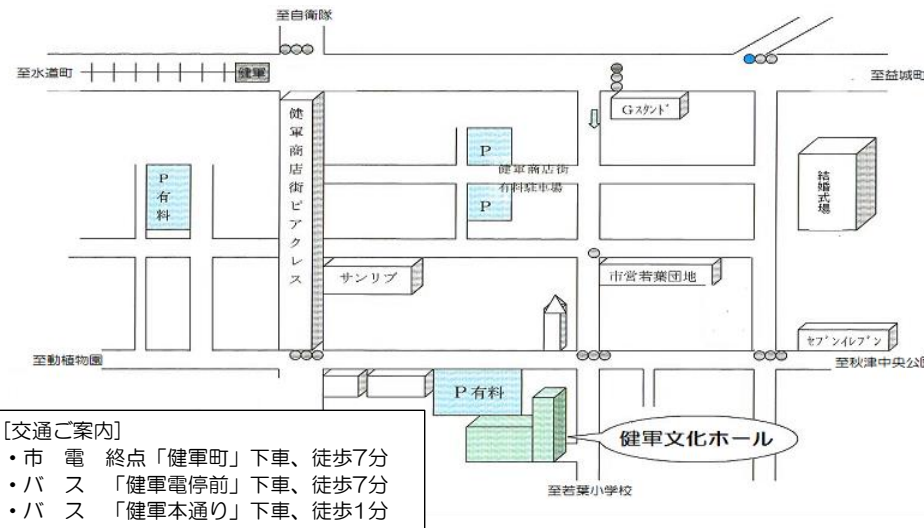 至自衛隊
至水道町
健軍
至益城町
Gスタンド
健軍商店街ピアクレス
P
健軍商店街
有料駐車場
P
P
有料
結婚式場
サンリブ
市営若葉団地
セブンイレブン
至動植物園
至秋津中央公園
P有料
健軍文化ホール
至若葉小学校
[交通ご案内]
・市　電　終点「健軍町」下車、徒歩7分
・バ　ス　「健軍電停前」下車、徒歩7分
・バ　ス　「健軍本通り」下車、徒歩1分